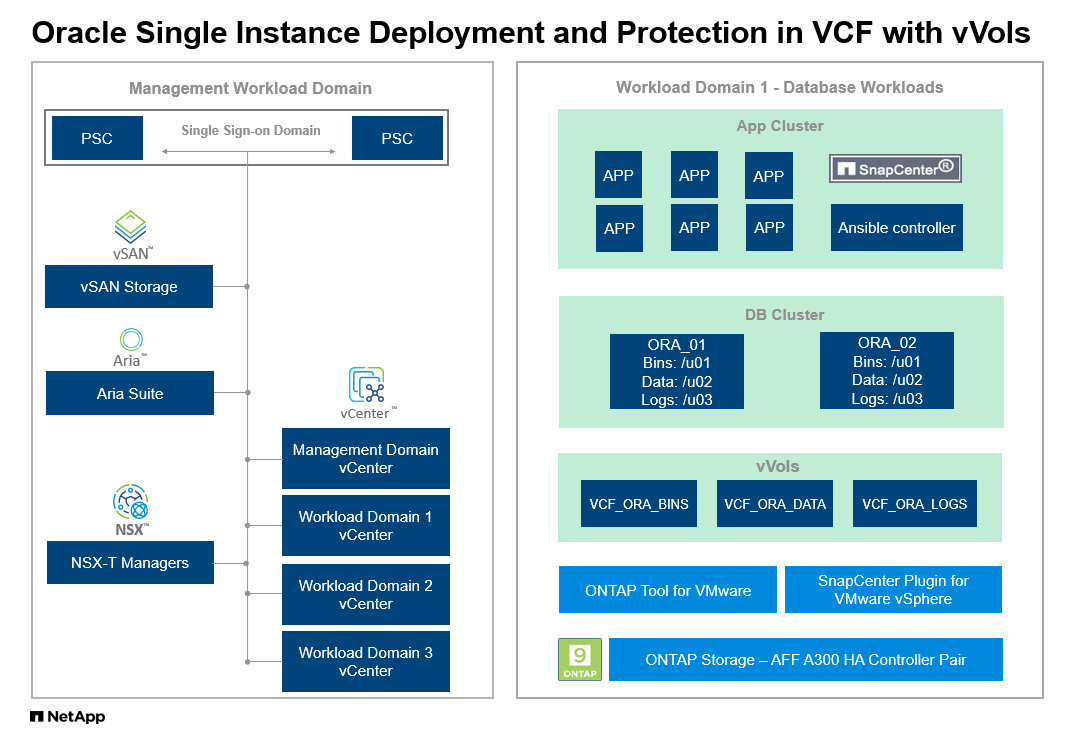 Oracle Single Instance Deployment and Protection in VCF with vVols
Management Workload Domain
PSC
Single Sign-on Domain
PSC
vSAN™
vSAN Storage
Aria™
Aria Suite
vCenter™
Management Domain
vCenter
Workload Domain 1
vCenter
NSX™
NSX-T Managers
Workload Domain 2
vCenter
Workload Domain 3
vCenter
Workload Domain 1 - Database Workloads
App Cluster
APP
APP
APP
SnapCenter®
APP
APP
APP
Ansible controller
DB Cluster
ORA_01
Bins: /u01
Data: /u02
Logs: /u03
ORA_02
Bins: /u01
Data: /u02
Logs: /u03
vVols
VCF_ORA_BINS
VCF_ORA_DATA
VCF_ORA_LOGS
ONTAP Tool for VMware
SnapCenter Plugin for
VMware vSphere
9
ONTAP
ONTAP Storage – AFF A300 HA Controller Pair
NetApp